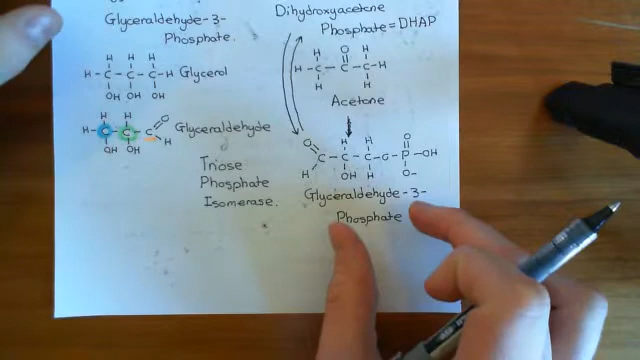 Glyceraldehyde-3-
Phosphate.
Dihydroxyacetone
Phosphate = DHAP
H H H
H - C - C - C - H Glycerol
OH OH OH
H O H
H - C - C - C - H
H H
Acetone
H H O
H - C - C - C Glyceraldehyde
OH OH H
Triose
Phosphate
Isomerase.
O H H O
C - C - C - O - P - OH
H OH H O-
Glyceraldehyde-3-
Phosphate